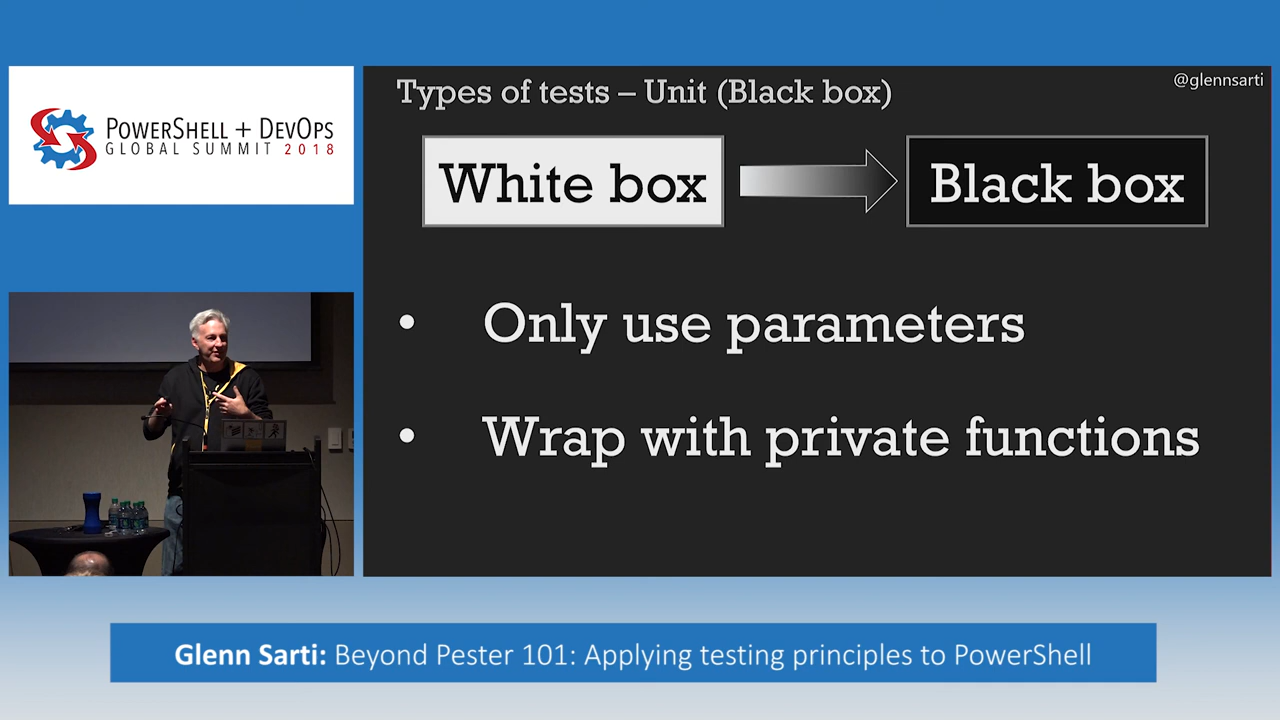 POWERSHELL + DEVOPS
GLOBAL SUMMIT 2018
Types of tests – Unit (Black box)
@glennsarti
White box
Black box
• Only use parameters
• Wrap with private functions
Glenn Sarti: Beyond Pester 101: Applying testing principles to PowerShell